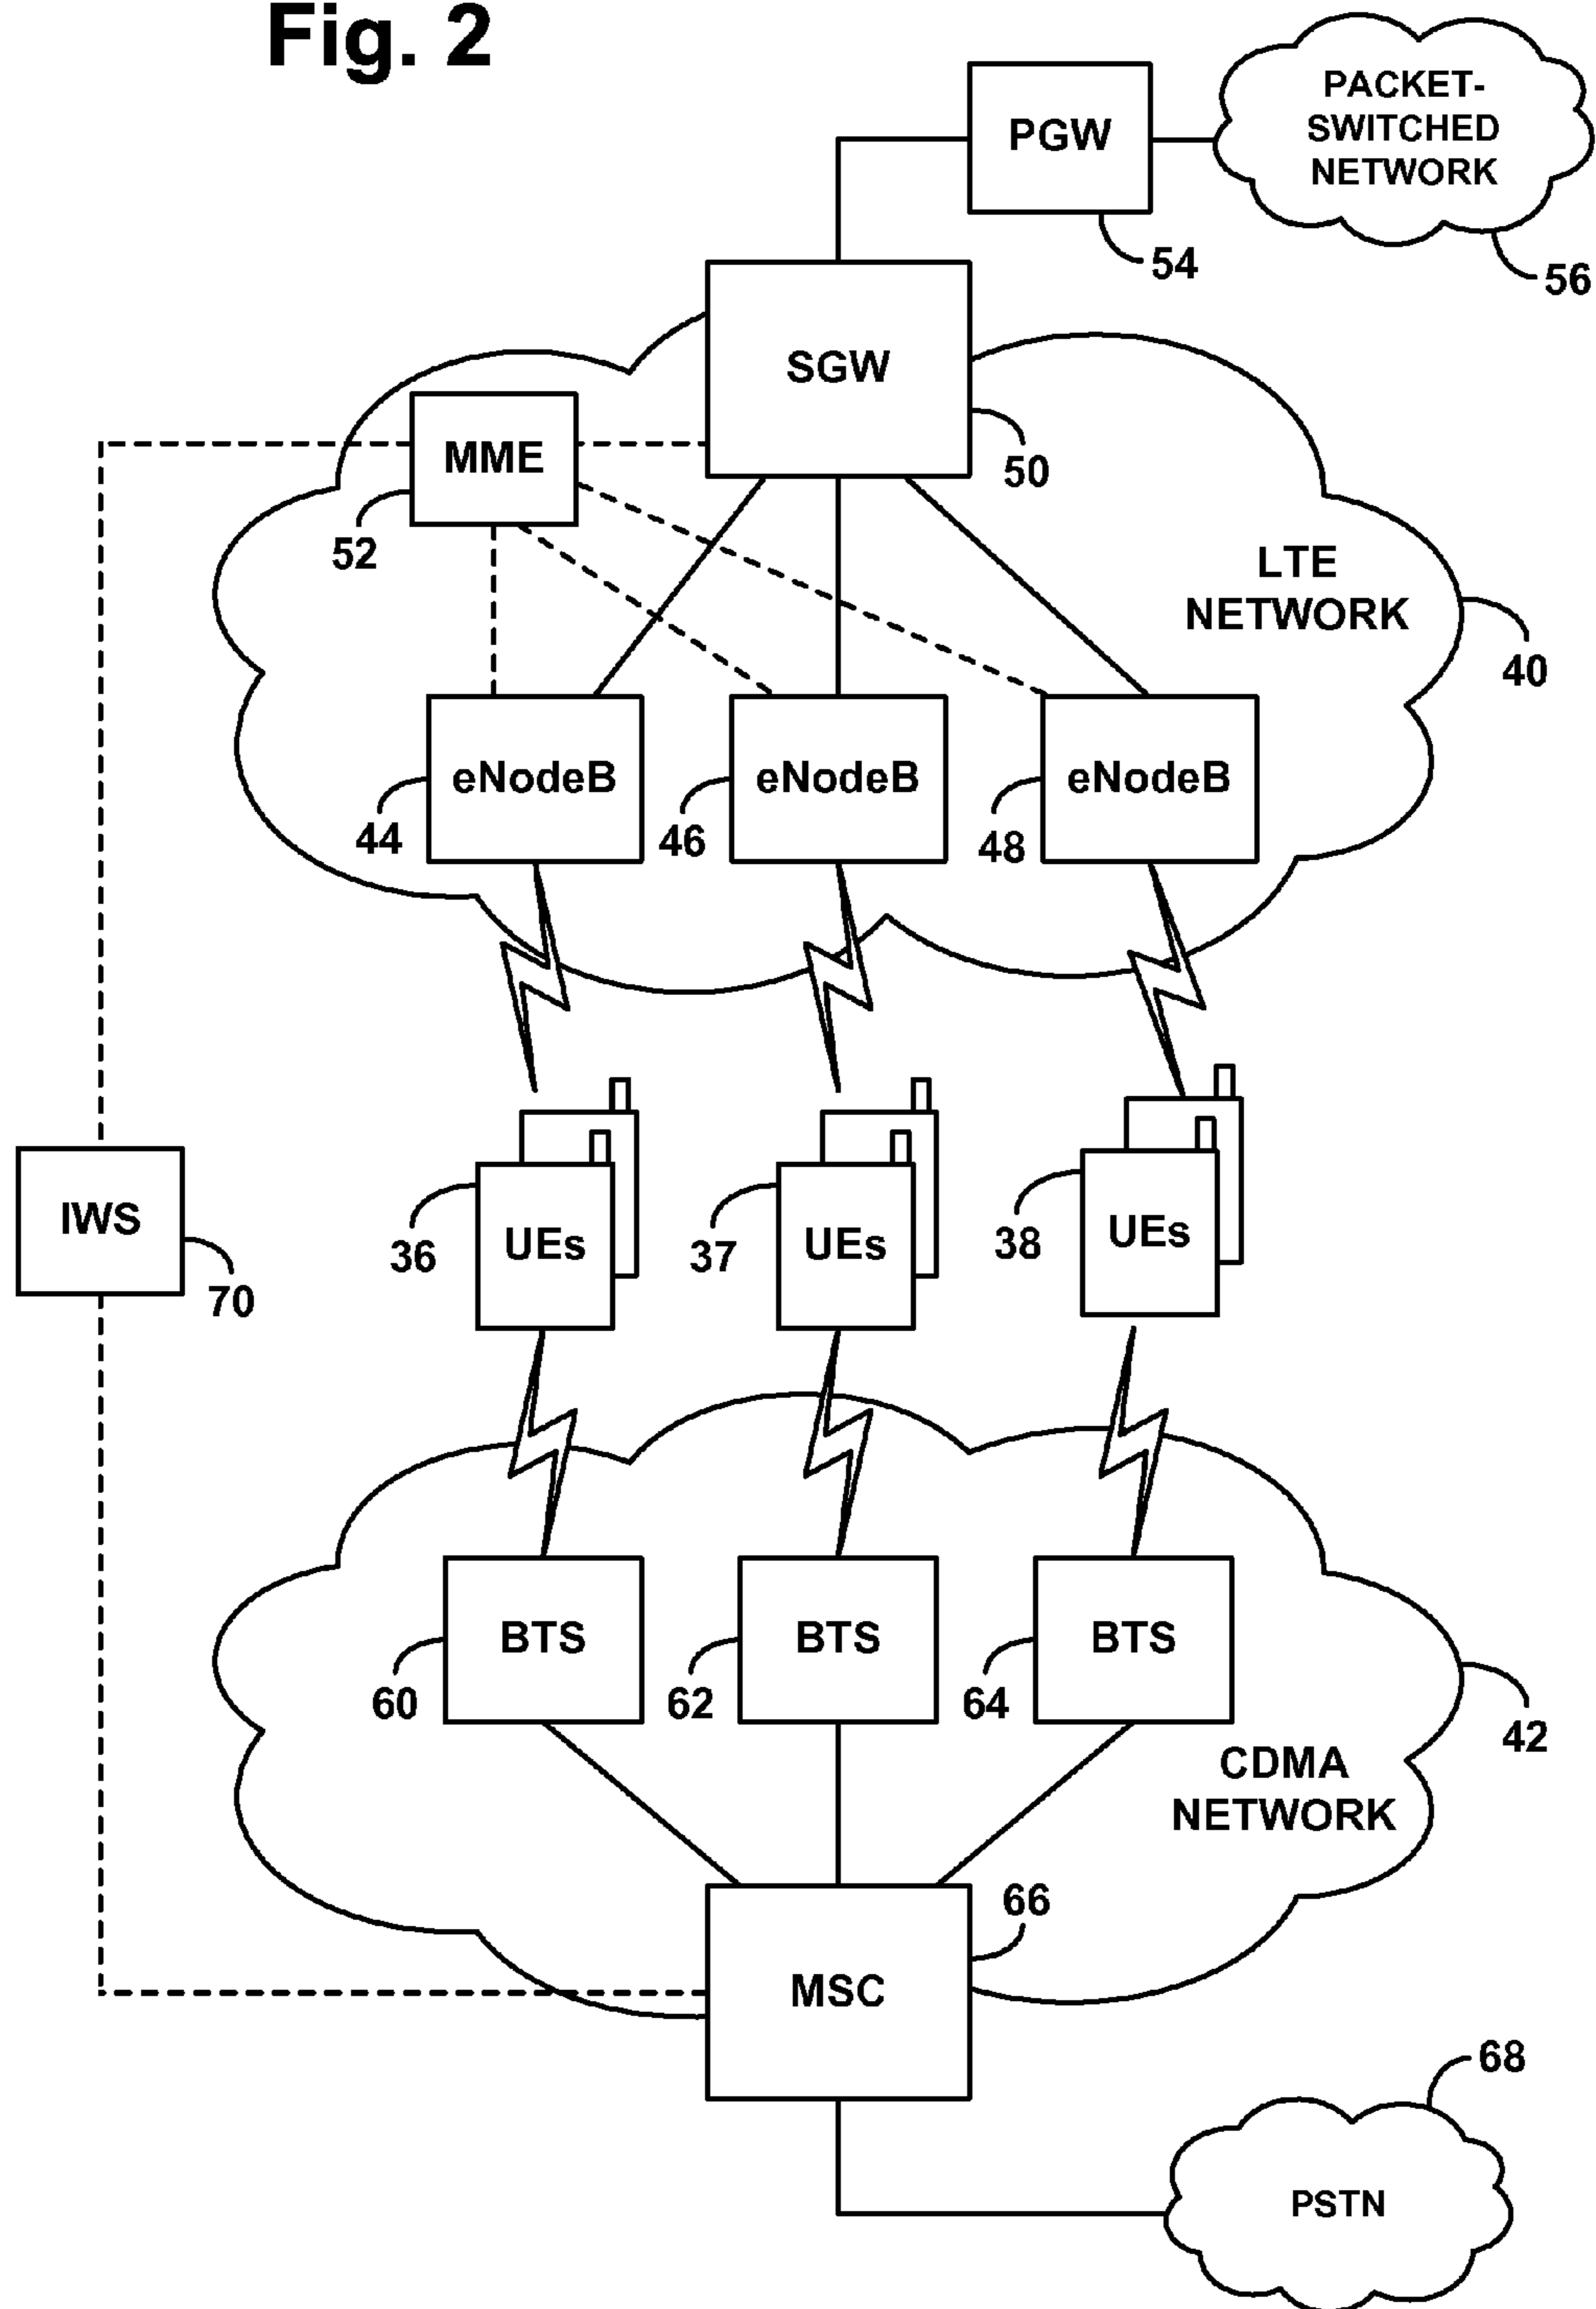 Fig. 2
PGW
PACKET-
SWITCHED
NETWORK
54
56
SGW
MME
50
52
LTE
NETWORK
40
eNodeB
eNodeB
eNodeB
44
46
48
IWS
70
UEs
UEs
UEs
36
37
38
BTS
BTS
BTS
60
62
64
42
CDMA
NETWORK
66
MSC
68
PSTN